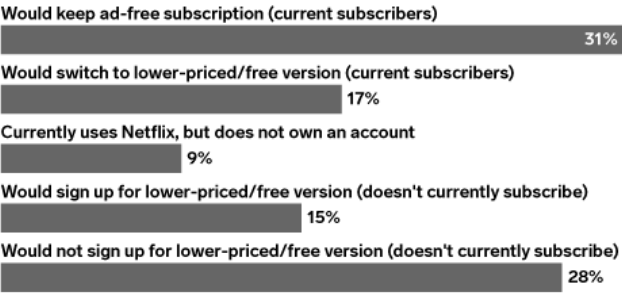 Would keep ad-free subscription (current subscribers)
31%
Would switch to lower-priced/free version (current subscribers)
17%
Currently uses Netflix, but does not own an account
9%
Would sign up for lower-priced/free version (doesn't currently subscribe)
15%
Would not sign up for lower-priced/free version (doesn't currently subscribe)
28%